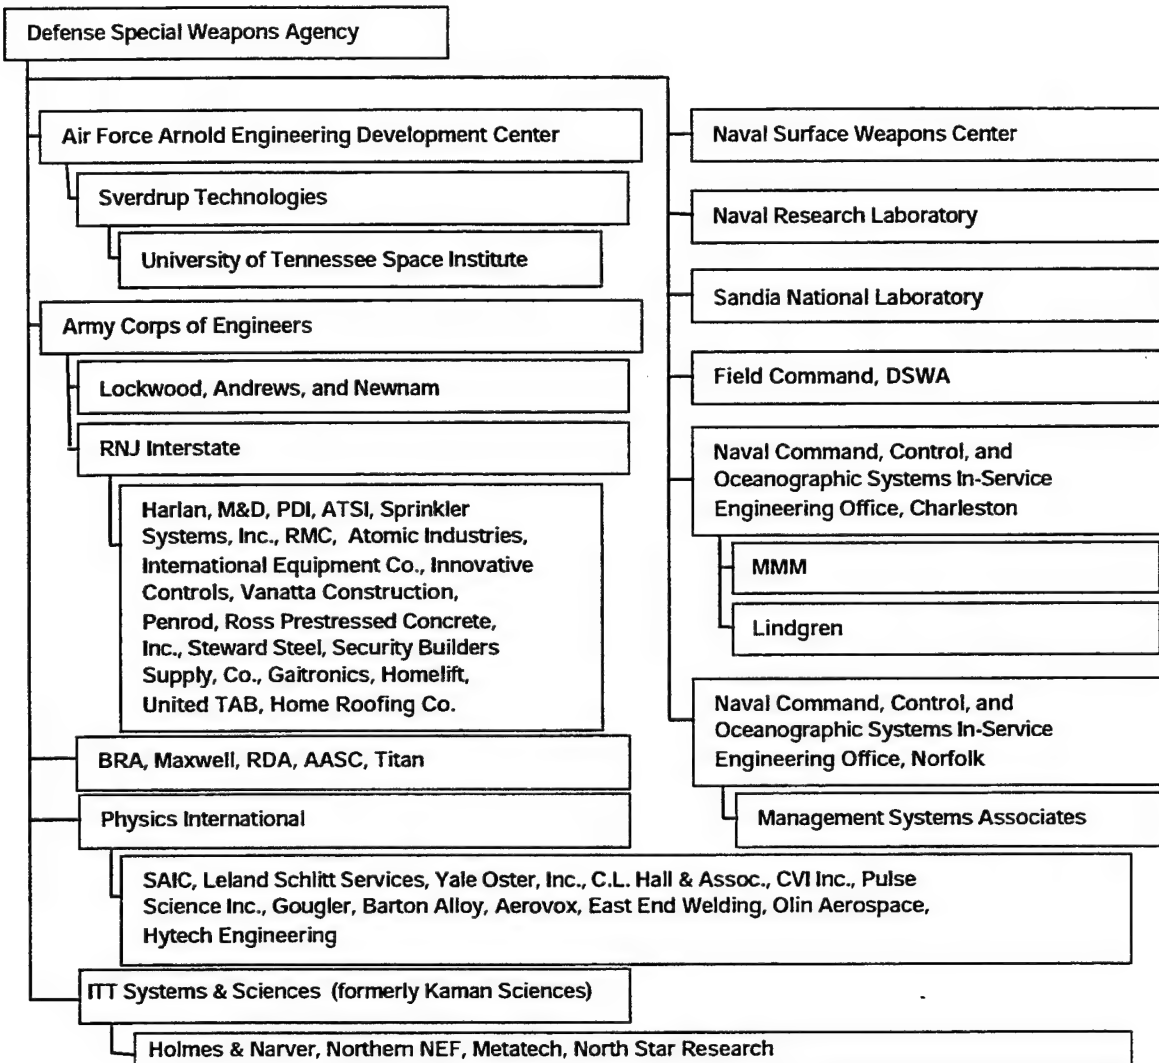 Defense Special Weapons Agency
Air Force Arnold Engineering Development Center
Sverdrup Technologies
University of Tennessee Space Institute
Army Corps of Engineers
Lockwood, Andrews, and Newnam
RNJ Interstate
Harlan, M&D, PDI, ATSI, Sprinkler
Systems, Inc., RMC, Atomic Industries,
International Equipment Co., Innovative
Controls, Vanatta Construction,
Penrod, Ross Prestressed Concrete,
Inc., Steward Steel, Security Builders
Supply, Co., Gaitronics, Homelift,
United TAB, Home Roofing Co.
BRA, Maxwell, RDA, AASC, Titan
Physics International
SAIC, Leland Schlitt Services, Yale Oster, Inc., C.L. Hall & Assoc., CVI Inc., Pulse
Science Inc., Gougler, Barton Alloy, Aerovox, East End Welding, Olin Aerospace,
Hytech Engineering
ITT Systems & Sciences (formerly Kaman Sciences)
Holmes & Narver, Northern NEF, Metatech, North Star Research
Naval Surface Weapons Center
Naval Research Laboratory
Sandia National Laboratory
Field Command, DSWA
Naval Command, Control, and
Oceanographic Systems In-Service
Engineering Office, Charleston
MMM
Lindgren
Naval Command, Control, and
Oceanographic Systems In-Service
Engineering Office, Norfolk
Management Systems Associates